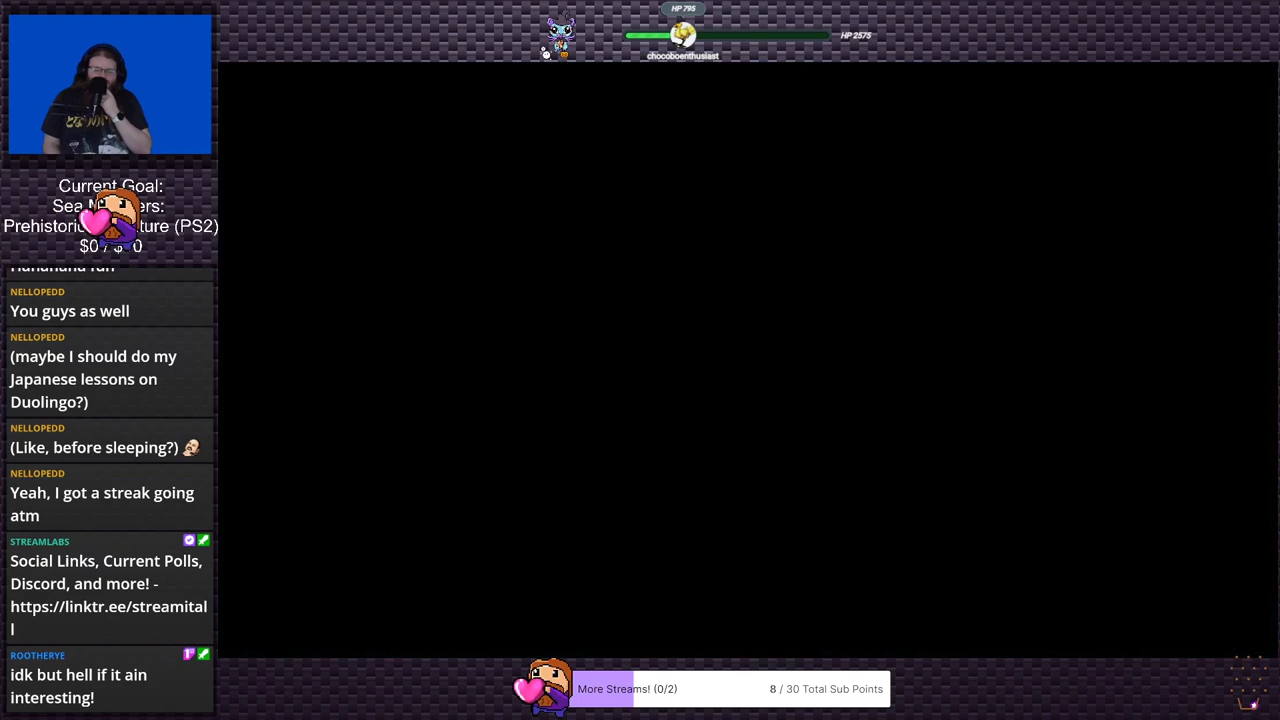 HP 795
HP 2575
chocoboenthusiast
Current Goal:
Sea
Prehistoric
(PS2)
$0
NELLOPEDD
You guys as well
NELLOPEDD
(maybe I should do my
Japanese lessons on
Duolingo?)
NELLOPEDD
(Like, before sleeping?)
NELLOPEDD
Yeah, I got a streak going
atm
STREAMLABS
Social Links, Current Polls,
Discord, and more! -
https://linktr.ee/streamital
l
ROOTHERYE
idk but hell if it ain
interesting!
More Streams! (0/2)
8 / 30 Total Sub Points